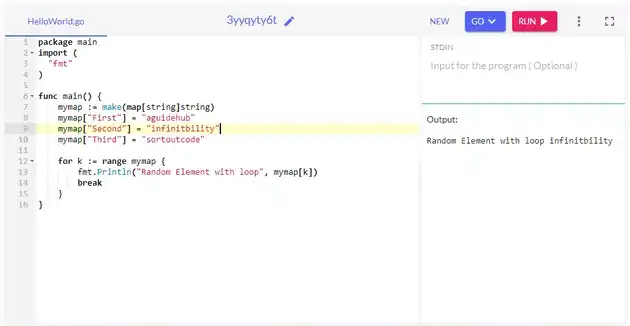 HelloWorld.go
3yyqyty6t
NEW
GO
RUN
1 package main
2 import (
3 "fmt"
4 )
5
6 func main() {
7 mymap := make(map[string]string)
8 mymap["First"] = "aguidehub"
9 mymap["Second"] = "infinitbility"
10 mymap["Third"] = "sortoutcode"
11
12 for k := range mymap {
13 fmt.Println("Random Element with loop", mymap[k])
14 break
15 }
16 }
STDIN
Input for the program ( Optional )
Output:
Random Element with loop infinitbility